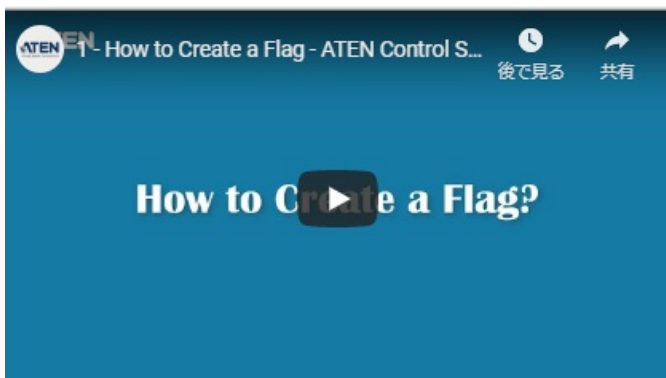 ATEN
1 - How to Create a Flag - ATEN Control S...
後で見る
共有
How to Create a Flag?